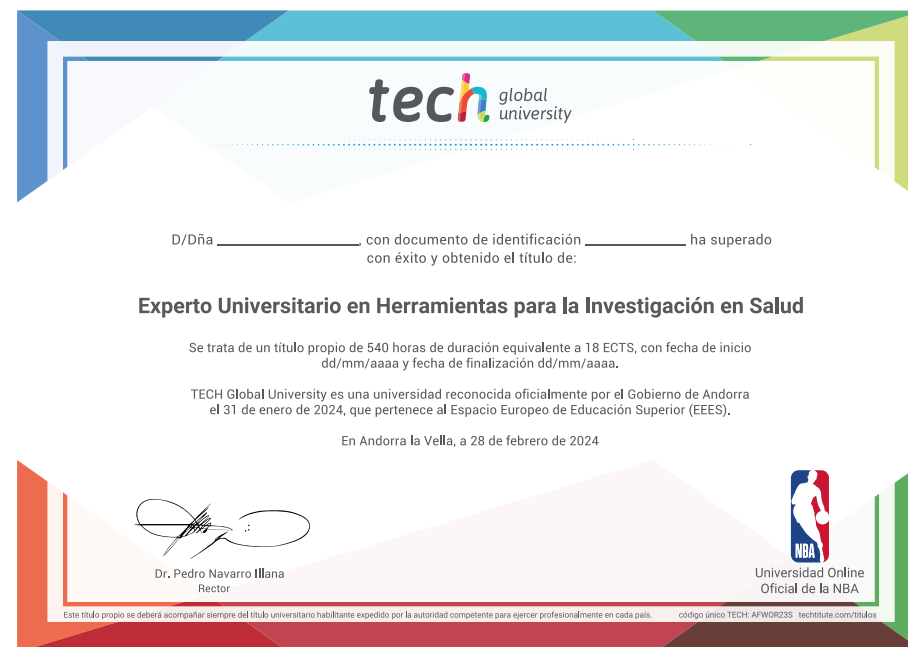 tech global
university
D/Dña ____________, con documento de identificación ____________ ha superado
con éxito y obtenido el título de:
Experto Universitario en Herramientas para la Investigación en Salud
Se trata de un título propio de 540 horas de duración equivalente a 18 ECTS, con fecha de inicio
dd/mm/aaaa y fecha de finalización dd/mm/aaaa.
TECH Global University es una universidad reconocida oficialmente por el Gobierno de Andorra
el 31 de enero de 2024, que pertenece al Espacio Europeo de Educación Superior (EEES).
En Andorra la Vella, a 28 de febrero de 2024
Dr. Pedro Navarro Illana
Rector
NBA
Universidad Online
Oficial de la NBA
Este título propio se deberá acompañar siempre del título universitario habilitante expedido por la autoridad competente para ejercer profesionalmente en cada país.
código único TECH: AFWOR23S techtitute.com/titulos